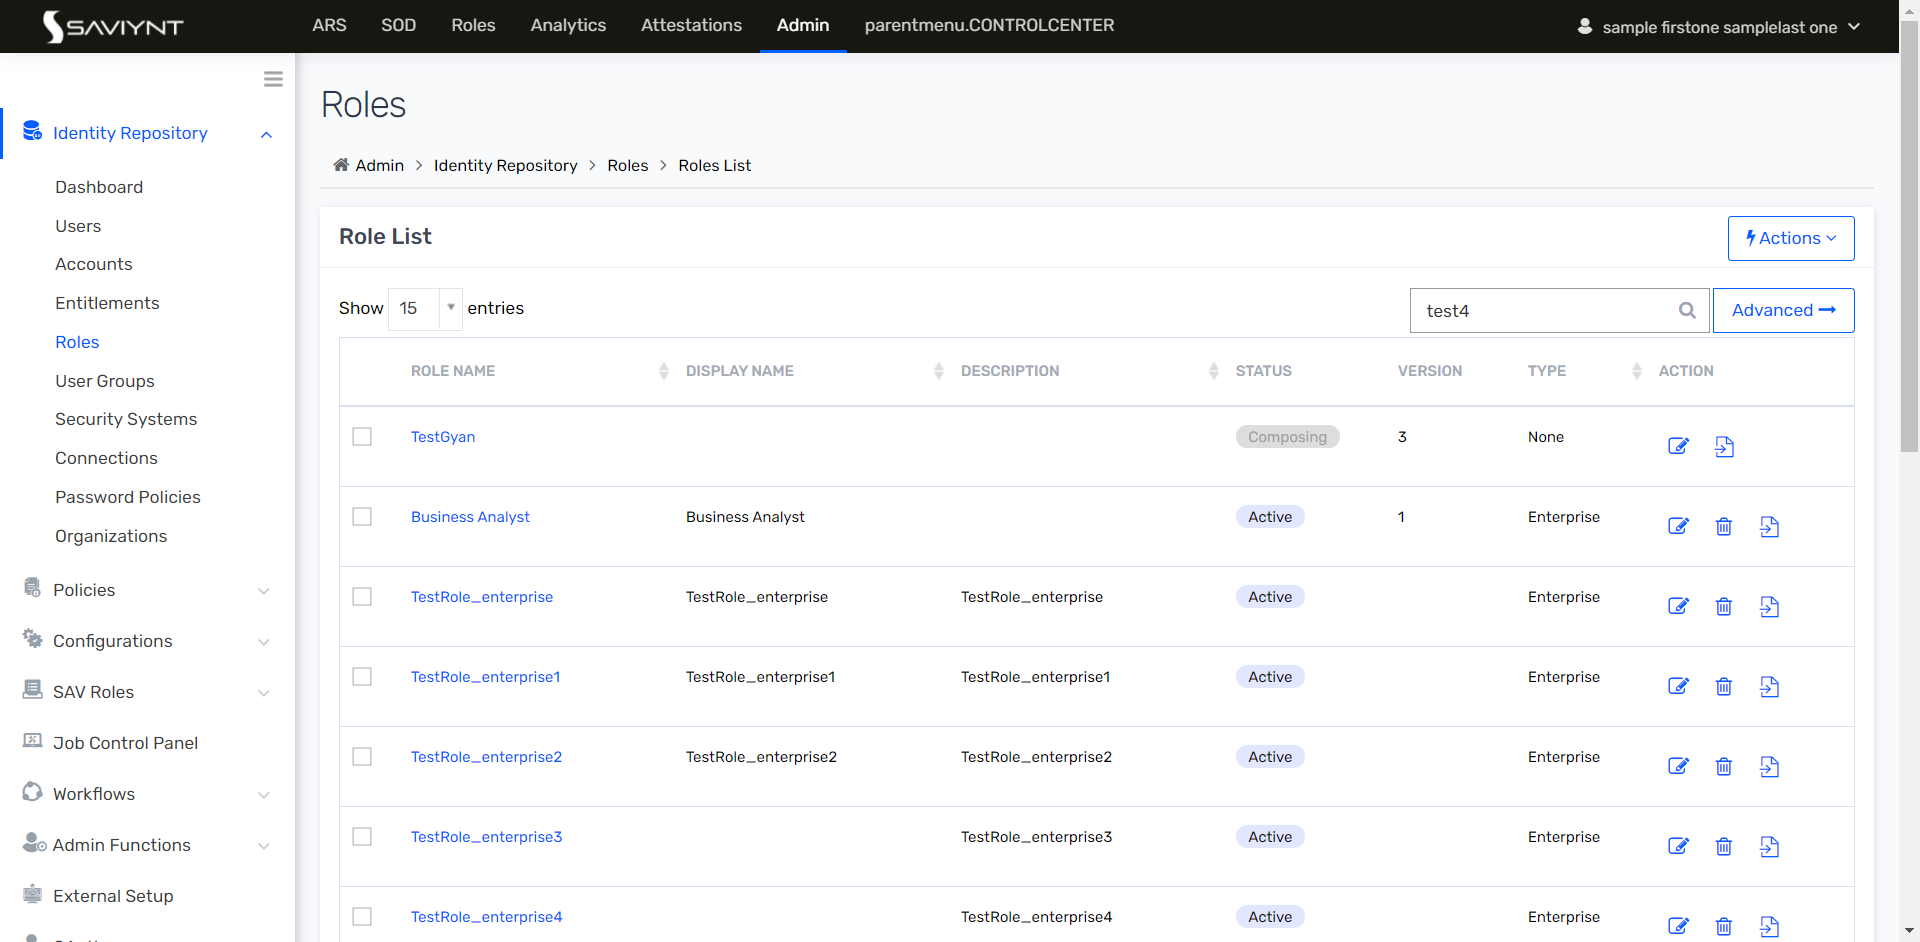 SAVIYNT
ARS SOD Roles Analytics Attestations Admin parentmenu.CONTROLCENTER sample firstone samplelast one
Identity Repository
Dashboard
Users
Accounts
Entitlements
Roles
User Groups
Security Systems
Connections
Password Policies
Organizations
Policies
Configurations
SAV Roles
Job Control Panel
Workflows
Admin Functions
External Setup
Roles
Admin > Identity Repository > Roles > Roles List
Role List
Actions
Show 15 entries
test4
Advanced
ROLE NAME DISPLAY NAME DESCRIPTION STATUS VERSION TYPE ACTION
TestGyan Composing 3 None
Business Analyst Business Analyst Active 1 Enterprise
TestRole_enterprise TestRole_enterprise TestRole_enterprise Active Enterprise
TestRole_enterprise1 TestRole_enterprise1 TestRole_enterprise1 Active Enterprise
TestRole_enterprise2 TestRole_enterprise2 TestRole_enterprise2 Active Enterprise
TestRole_enterprise3 TestRole_enterprise3 Active Enterprise
TestRole_enterprise4 TestRole_enterprise4 Active Enterprise